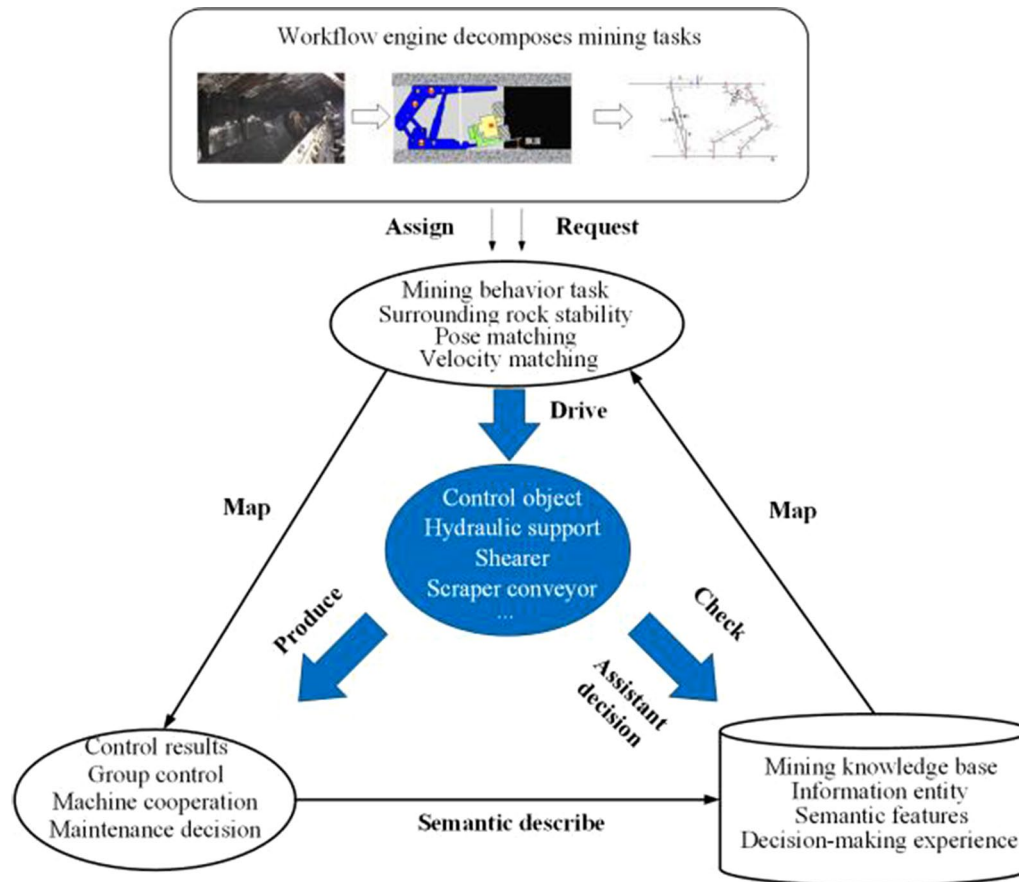 Workflow engine decomposes mining tasks
Assign
Request
Mining behavior task
Surrounding rock stability
Pose matching
Velocity matching
Drive
Map
Map
Control object
Hydraulic support
Shearer
Scraper conveyor
...
Produce
Check
Assistant
decision
Control results
Group control
Machine cooperation
Maintenance decision
Semantic describe
Mining knowledge base
Information entity
Semantic features
Decision-making experience